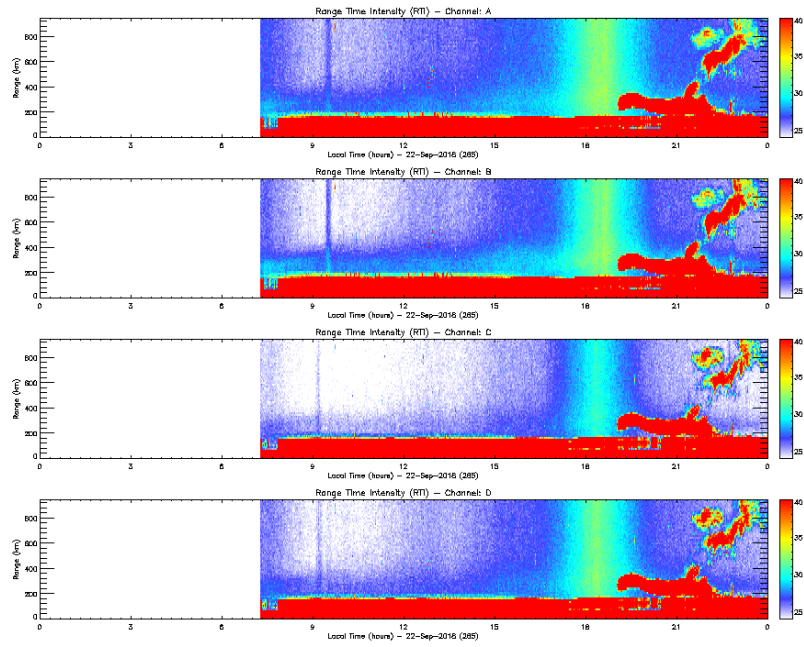 Range Time Intensity (RTI) – Channel: A
Range (km)
800
600
400
200
0
0 3 6 9 12 15 18 21 0
40
35
30
25
Local Time (hours) – 22-Sep-2018 (265)
Range Time Intensity (RTI) – Channel: B
Range (km)
800
600
400
200
0
0 3 6 9 12 15 18 21 0
40
35
30
25
Local Time (hours) – 22-Sep-2018 (265)
Range Time Intensity (RTI) – Channel: C
Range (km)
800
600
400
200
0
0 3 6 9 12 15 18 21 0
40
35
30
25
Local Time (hours) – 22-Sep-2018 (265)
Range Time Intensity (RTI) – Channel: D
Range (km)
800
600
400
200
0
0 3 6 9 12 15 18 21 0
40
35
30
25
Local Time (hours) – 22-Sep-2018 (265)